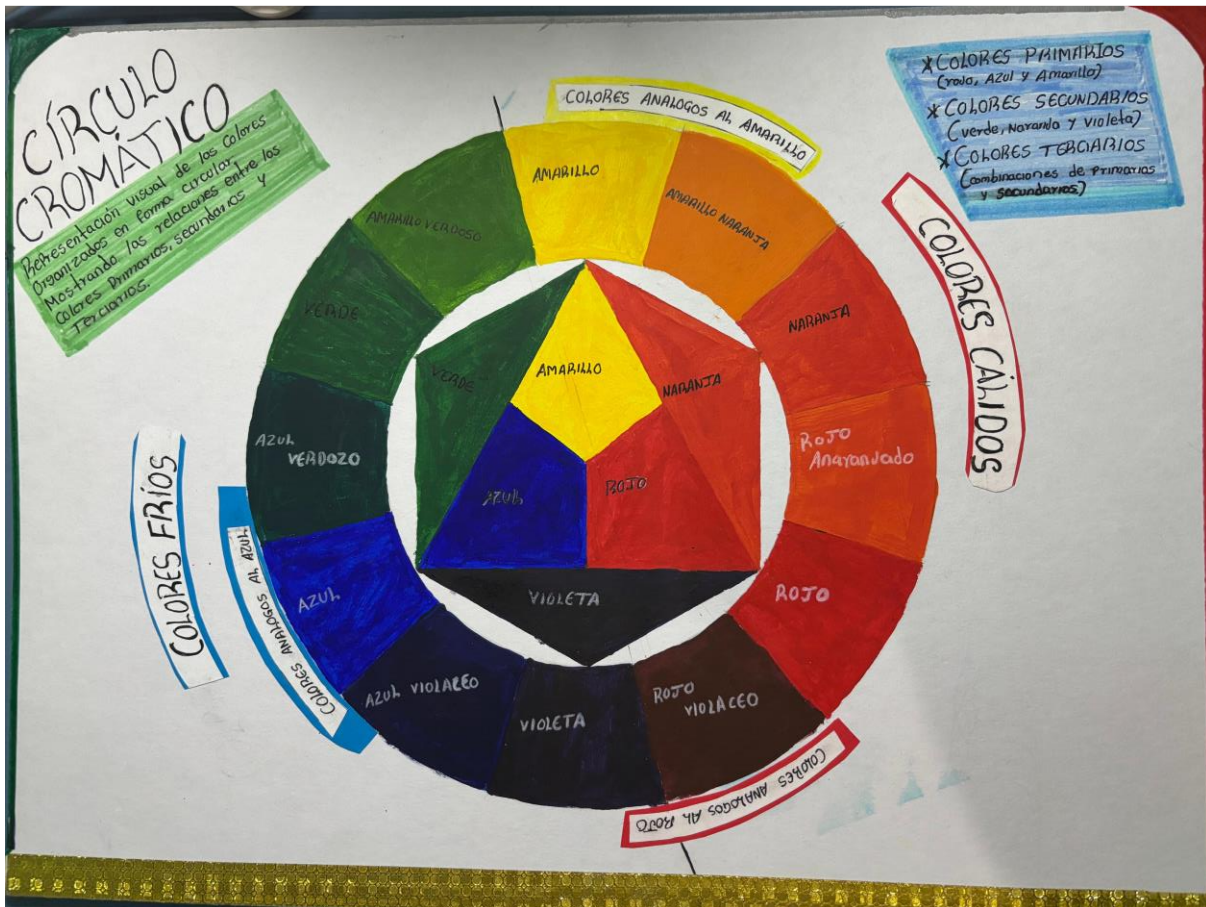 CÍRCULO
CROMÁTICO
Representación visual de los colores
Organizados en forma circular,
Mostrando las relaciones entre los
colores Primarios, secundarios y
Terciarios.
COLORES ANALOGOS AL AMARILLO
*COLORES PRIMARIOS
(rojo, Azul y Amarillo)
*COLORES SECUNDARIOS
(verde, Naranja y violeta)
*COLORES TERCIARIOS
(combinaciones de Primarios
y secundarios)
COLORES CÁLIDOS
AMARILLO
AMARILLO NARANJA
NARANJA
ROJO
Anaranjado
ROJO
ROJO
VIOLACEO
VIOLETA
AZUL VIOLACEO
AZUL
AZUL
VERDOZO
VERDE
AMARILLO VERDOSO
VERDE
AMARILLO
NARANJA
AZUL
ROJO
VIOLETA
COLORES FRÍOS
COLORES ANALOGOS AL AZUL
COLORES ANALOGOS AL ROJO